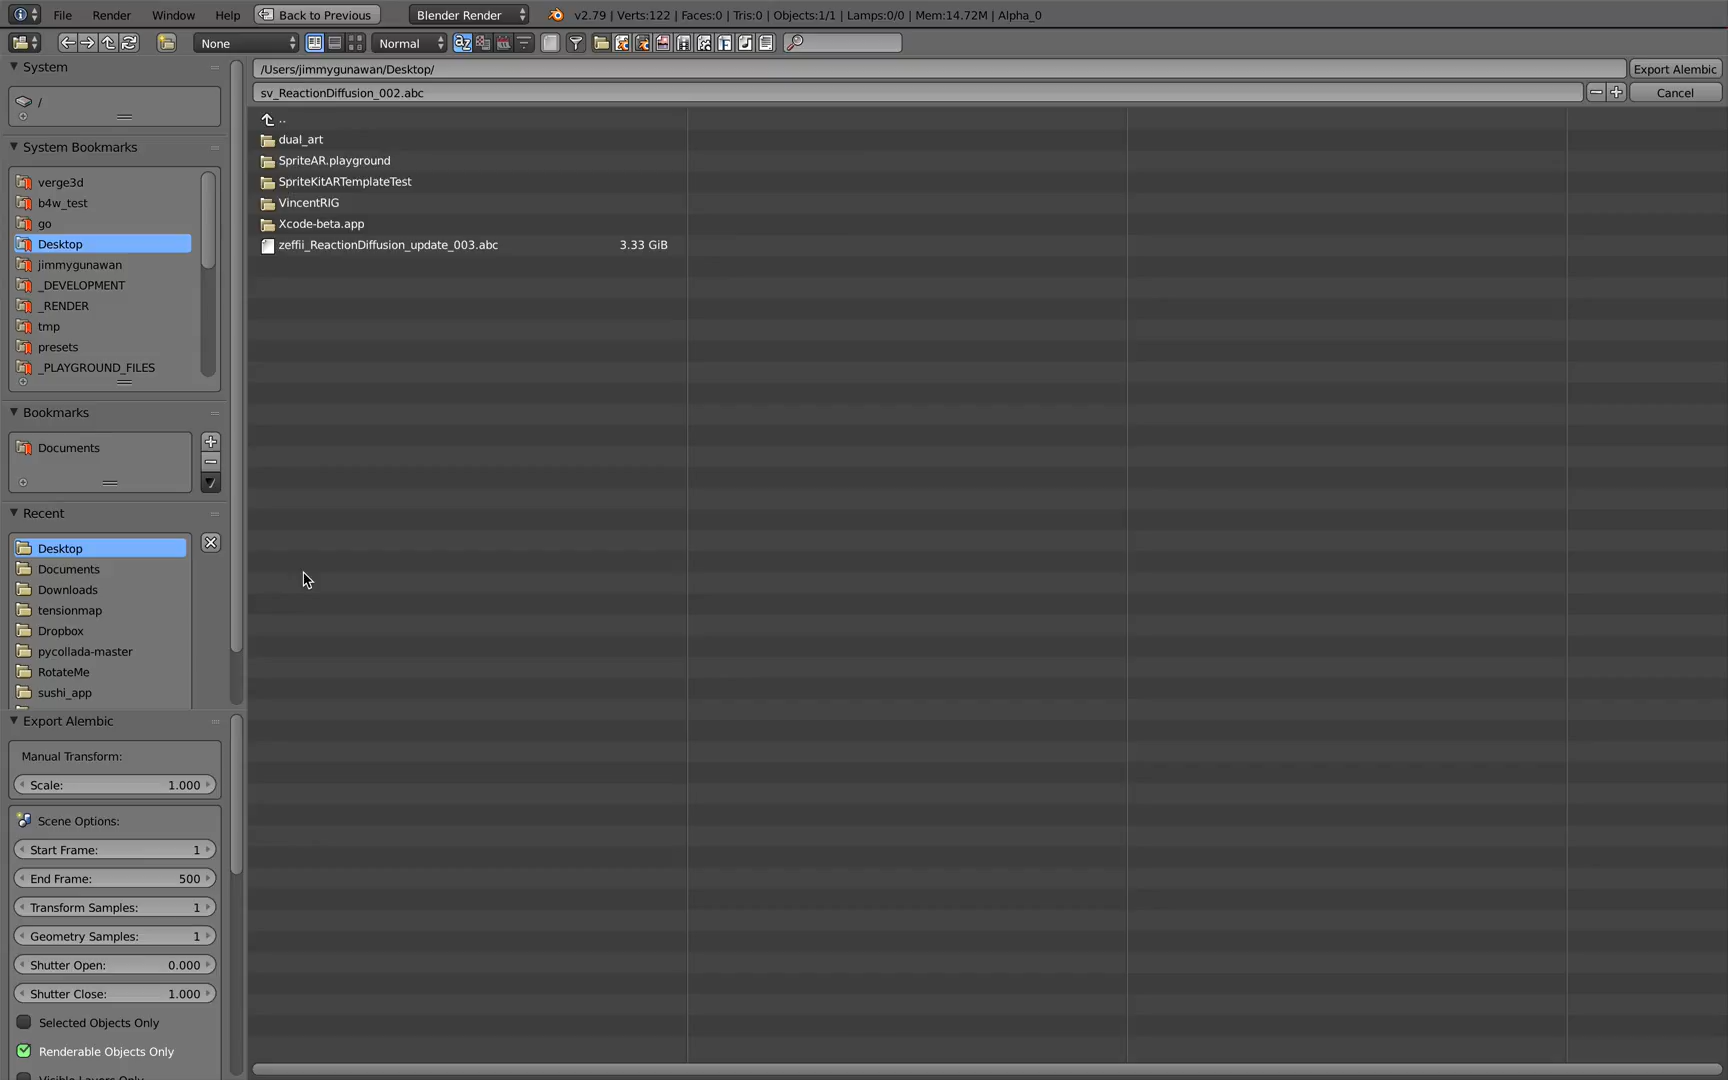 File Render Window Help Back to Previous Blender Render v2.79 | Verts:122 | Faces:0 | Tris:0 | Objects:1/1 | Lamps:0/0 | Mem:14.72M | Alpha_0
None Normal
System
/
System Bookmarks
verge3d
b4w_test
go
Desktop
jimmygunawan
_DEVELOPMENT
_RENDER
tmp
presets
_PLAYGROUND_FILES
Bookmarks
Documents
Recent
Desktop
Documents
Downloads
tensionmap
Dropbox
pycollada-master
RotateMe
sushi_app
Export Alembic
Manual Transform:
Scale: 1.000
Scene Options:
Start Frame: 1
End Frame: 500
Transform Samples: 1
Geometry Samples: 1
Shutter Open: 0.000
Shutter Close: 1.000
Selected Objects Only
Renderable Objects Only
Visible Layers Only
/Users/jimmygunawan/Desktop/ Export Alembic
sv_ReactionDiffusion_002.abc Cancel
..
dual_art
SpriteAR.playground
SpriteKitARTemplateTest
VincentRIG
Xcode-beta.app
zeffii_ReactionDiffusion_update_003.abc 3.33 GiB